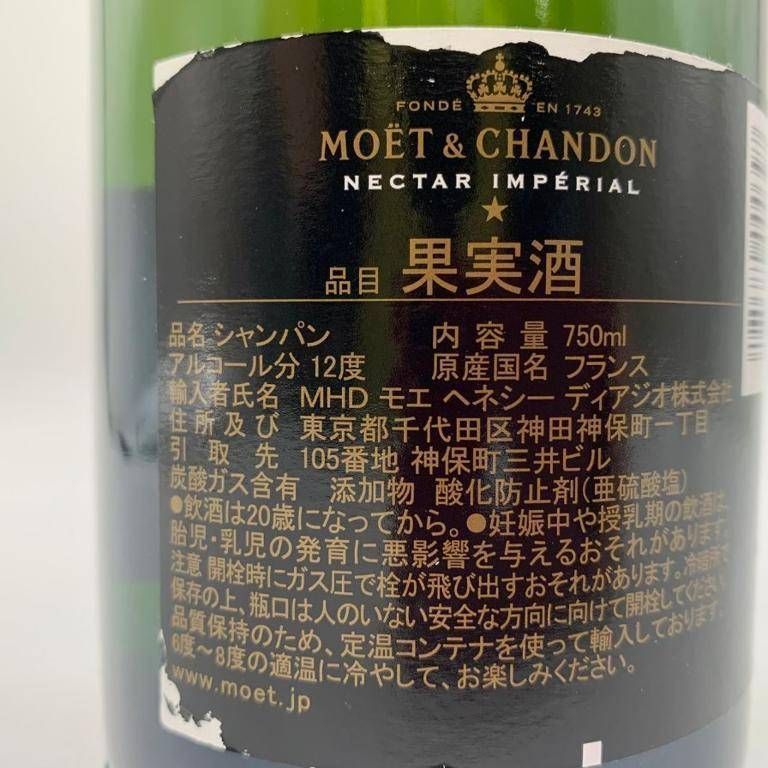 FONDÉ EN 1743
MOËT & CHANDON
NECTAR IMPÉRIAL
品目 果実酒
品名 シャンパン 内容量 750ml
アルコール分 12度 原産国名 フランス
輸入者氏名 MHD モエ ヘネシー ディアジオ株式会社
住所及び 東京都千代田区神田神保町一丁目
引取先 105番地 神保町三井ビル
炭酸ガス含有 添加物 酸化防止剤(亜硫酸塩)
●飲酒は20歳になってから。●妊娠中や授乳期の飲酒は、
胎児・乳児の発育に悪影響を与えるおそれがあります。
注意 開栓時にガス圧で栓が飛び出すおそれがあります。冷暗所で
保存の上、瓶口は人のいない安全な方向に向けて開栓してください。
品質保持のため、定温コンテナを使って輸入しております。
6度〜8度の適温に冷やして、お楽しみください。
www.moet.jp